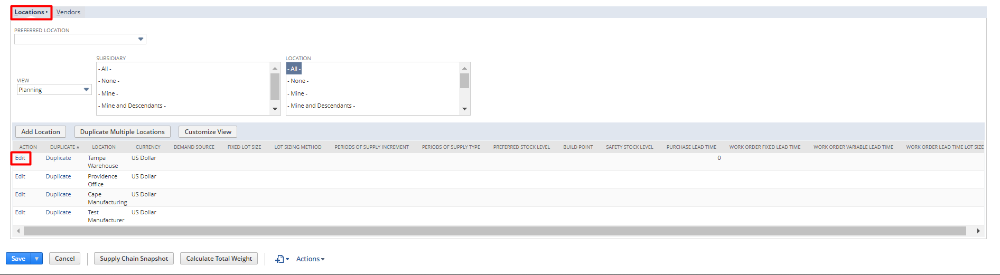 Locations •
Vendors
PREFERRED LOCATION
SUBSIDIARY
LOCATION
- All -
- All -
- None -
- None -
VIEW
Planning
- Mine -
- Mine -
- Mine and Descendants -
- Mine and Descendants -
Add Location
Duplicate Multiple Locations
Customize View
ACTION DUPLICATE ▲ LOCATION CURRENCY DEMAND SOURCE FIXED LOT SIZE LOT SIZING METHOD PERIODS OF SUPPLY INCREMENT PERIODS OF SUPPLY TYPE PREFERRED STOCK LEVEL BUILD POINT SAFETY STOCK LEVEL PURCHASE LEAD TIME WORK ORDER FIXED LEAD TIME WORK ORDER VARIABLE LEAD TIME WORK ORDER LEAD TIME LOT SIZE
Edit Duplicate Tampa US Dollar 0
Warehouse
Edit Duplicate Providence US Dollar
Office
Edit Duplicate Cape US Dollar
Manufacturing
Edit Duplicate Test US Dollar
Manufacturer
Save
Cancel
Supply Chain Snapshot
Calculate Total Weight
Actions